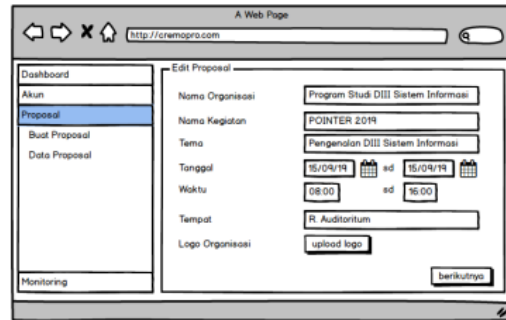 A Web Page
http://cremopro.com
Dashboard
Akun
Proposal
Buat Proposal
Data Proposal
Monitoring
Edit Proposal
Nama Organisasi Program Studi DIII Sistem Informasi
Nama Kegiatan POINTER 2019
Tema Pengenalan DIII Sistem Informasi
Tanggal 15/09/19 sd 15/09/19
Waktu 08:00 sd 16:00
Tempat R. Auditoritum
Logo Organisasi upload logo
berikutnya